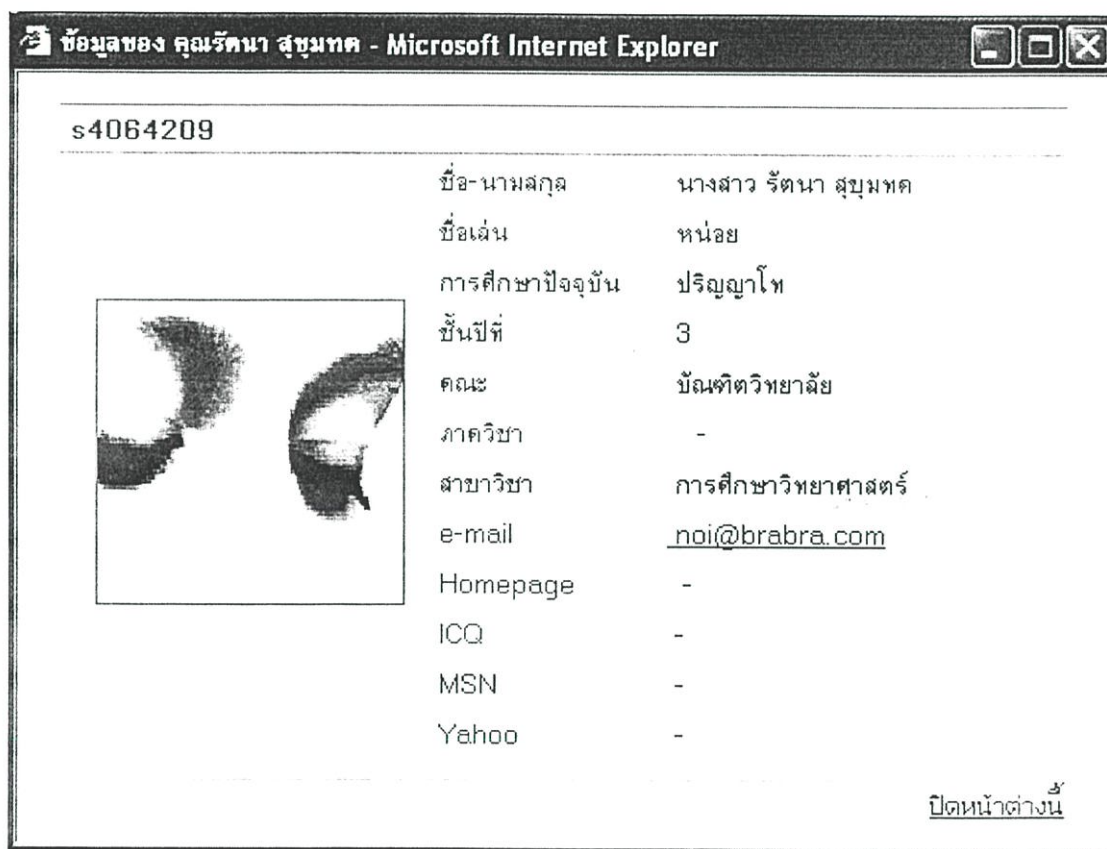 ข้อมูลของ คุณรัตนา สุขุมทด - Microsoft Internet Explorer
s4064209
ชื่อ-นามสกุล นางสาว รัตนา สุขุมทด
ชื่อเล่น หน่อย
การศึกษาปัจจุบัน ปริญญาโท
ชั้นปีที่ 3
คณะ บัณฑิตวิทยาลัย
ภาควิชา -
สาขาวิชา การศึกษาวิทยาศาสตร์
e-mail noi@brabra.com
Homepage -
ICQ -
MSN -
Yahoo -
ปิดหน้าต่างนี้